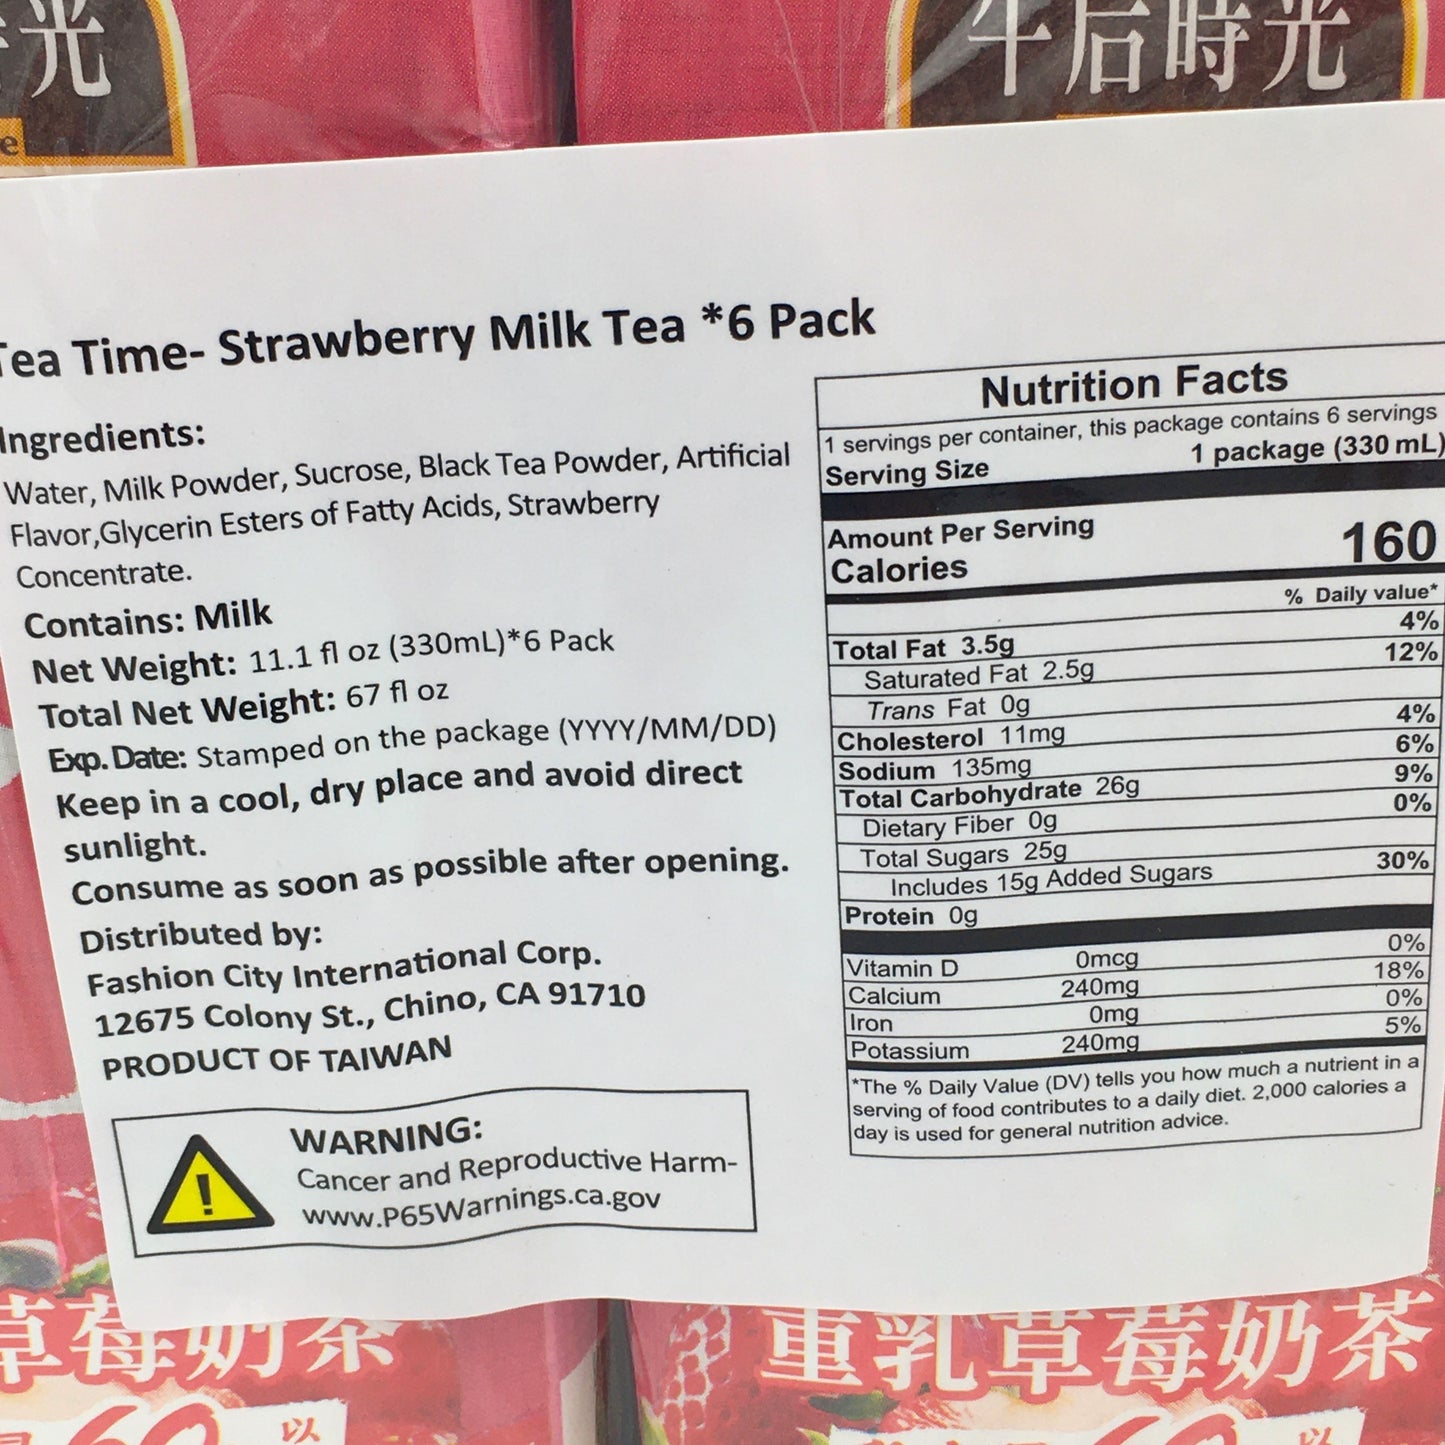 光
午后時光
e
Tea Time- Strawberry Milk Tea *6 Pack
Ingredients:
Water, Milk Powder, Sucrose, Black Tea Powder, Artificial
Flavor,Glycerin Esters of Fatty Acids, Strawberry
Concentrate.
Contains: Milk
Net Weight: 11.1 fl oz (330mL)*6 Pack
Total Net Weight: 67 fl oz
Exp. Date: Stamped on the package (YYYY/MM/DD)
Keep in a cool, dry place and avoid direct
sunlight.
Consume as soon as possible after opening.
Distributed by:
Fashion City International Corp.
12675 Colony St., Chino, CA 91710
PRODUCT OF TAIWAN
WARNING:
Cancer and Reproductive Harm-
www.P65Warnings.ca.gov
Nutrition Facts
1 servings per container, this package contains 6 servings
Serving Size 1 package (330 mL)
Amount Per Serving
Calories 160
% Daily value*
Total Fat 3.5g 4%
Saturated Fat 2.5g 12%
Trans Fat 0g
Cholesterol 11mg 4%
Sodium 135mg 6%
Total Carbohydrate 26g 9%
Dietary Fiber 0g 0%
Total Sugars 25g
Includes 15g Added Sugars 30%
Protein 0g
Vitamin D 0mcg 0%
Calcium 240mg 18%
Iron 0mg 0%
Potassium 240mg 5%
*The % Daily Value (DV) tells you how much a nutrient in a
serving of food contributes to a daily diet. 2,000 calories a
day is used for general nutrition advice.
草莓奶茶
重乳草莓奶茶
60 以
60 以